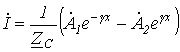 İ = 1/Z_C (Ȧ₁e^(-γx) − Ȧ₂e^(γx))